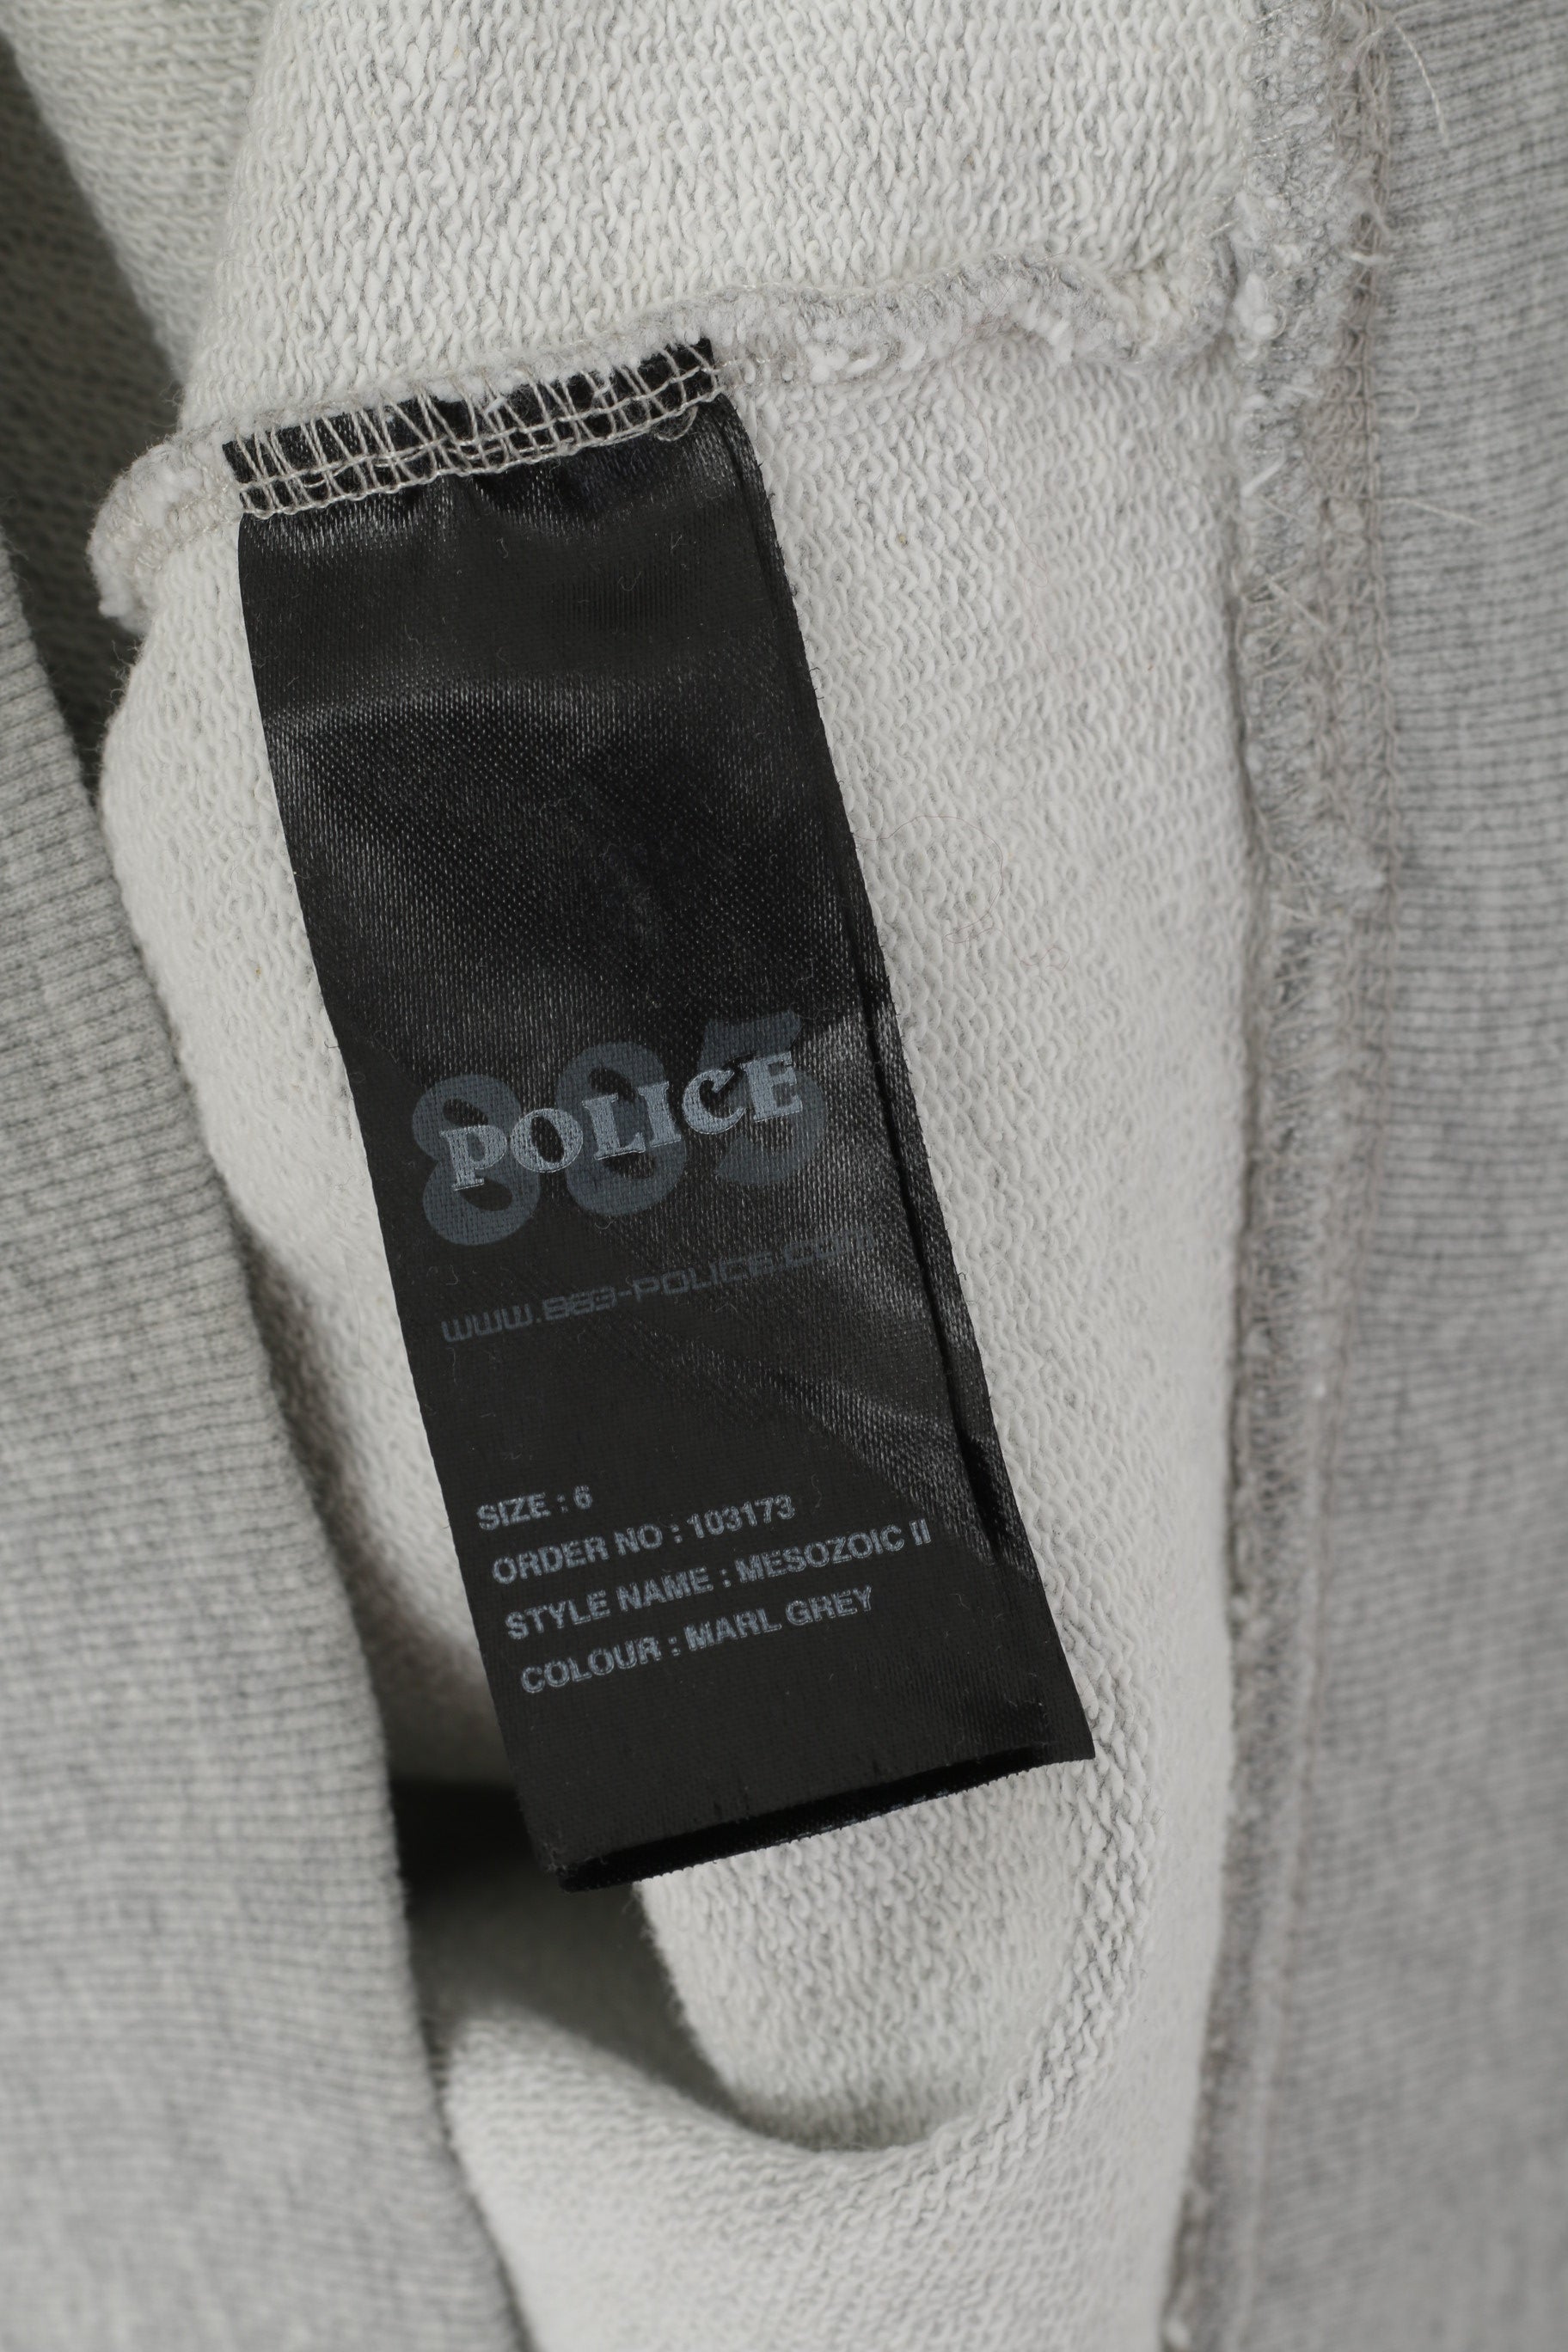 883
POLICE
WWW.883-POLICE.COM
SIZE : 6
ORDER NO : 103173
STYLE NAME : MESOZOIC II
COLOUR : MARL GREY